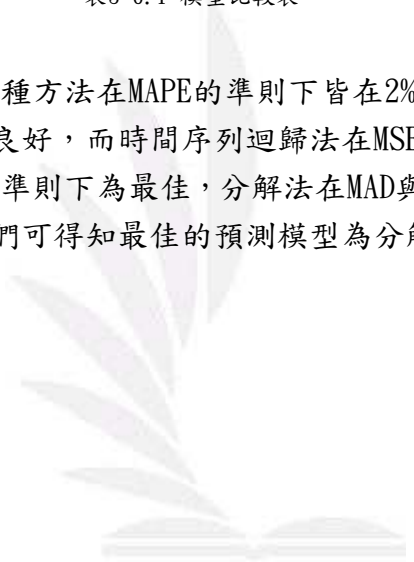 表3-6.1 模型比較表
種方法在MAPE的準則下皆在2%
良好，而時間序列迴歸法在MSE
準則下為最佳，分解法在MAD與
們可得知最佳的預測模型為分解